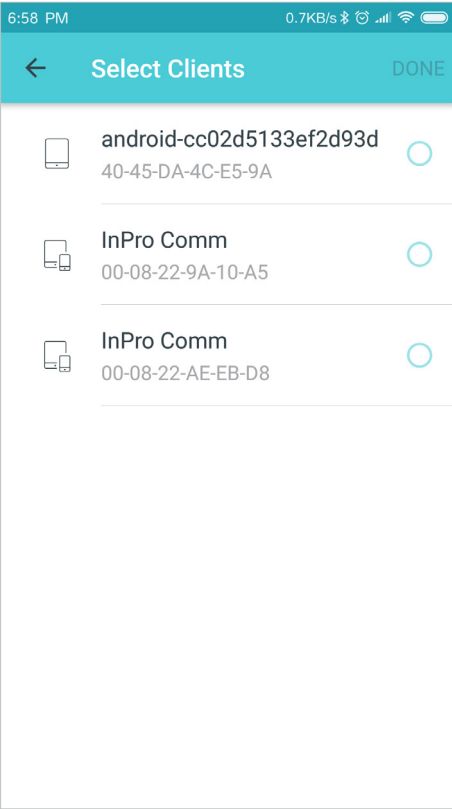 6:58 PM 0.7KB/s
Select Clients DONE
android-cc02d5133ef2d93d
40-45-DA-4C-E5-9A
InPro Comm
00-08-22-9A-10-A5
InPro Comm
00-08-22-AE-EB-D8